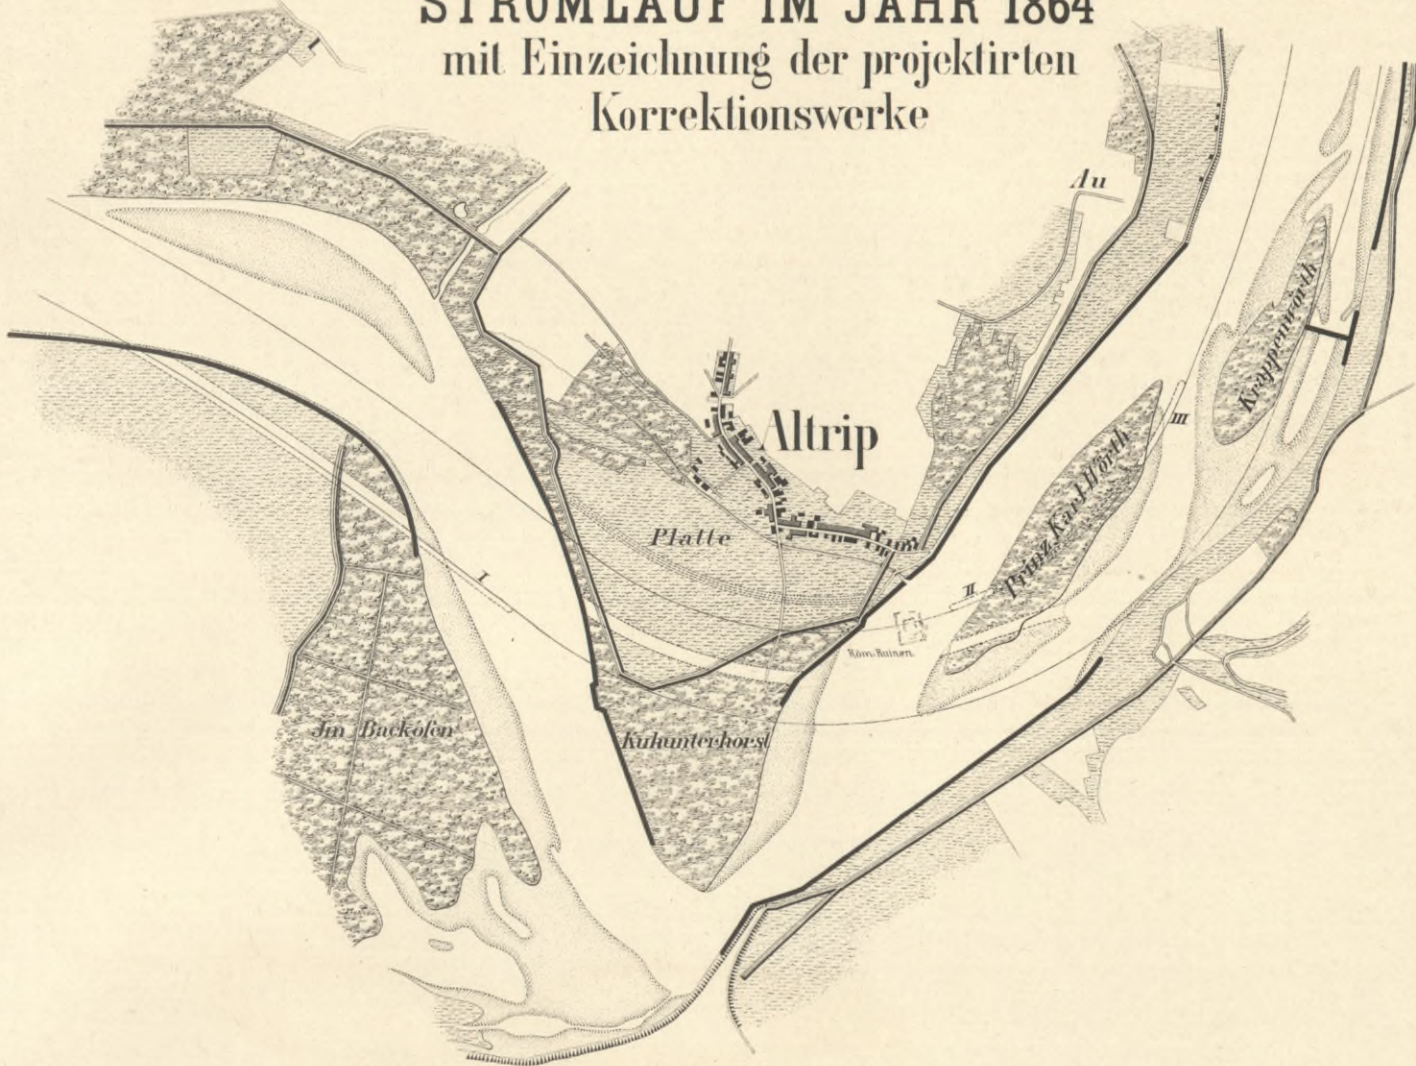 STROMLAUF IM JAHR 1864
mit Einzeichnung der projektirten
Korrektionswerke
Au
Krappenwörth
Altrip
III
Prinz Karl Wörth
Platte
I
II
Röm. Ruinen
Im Backofen
Kuhunterhorst